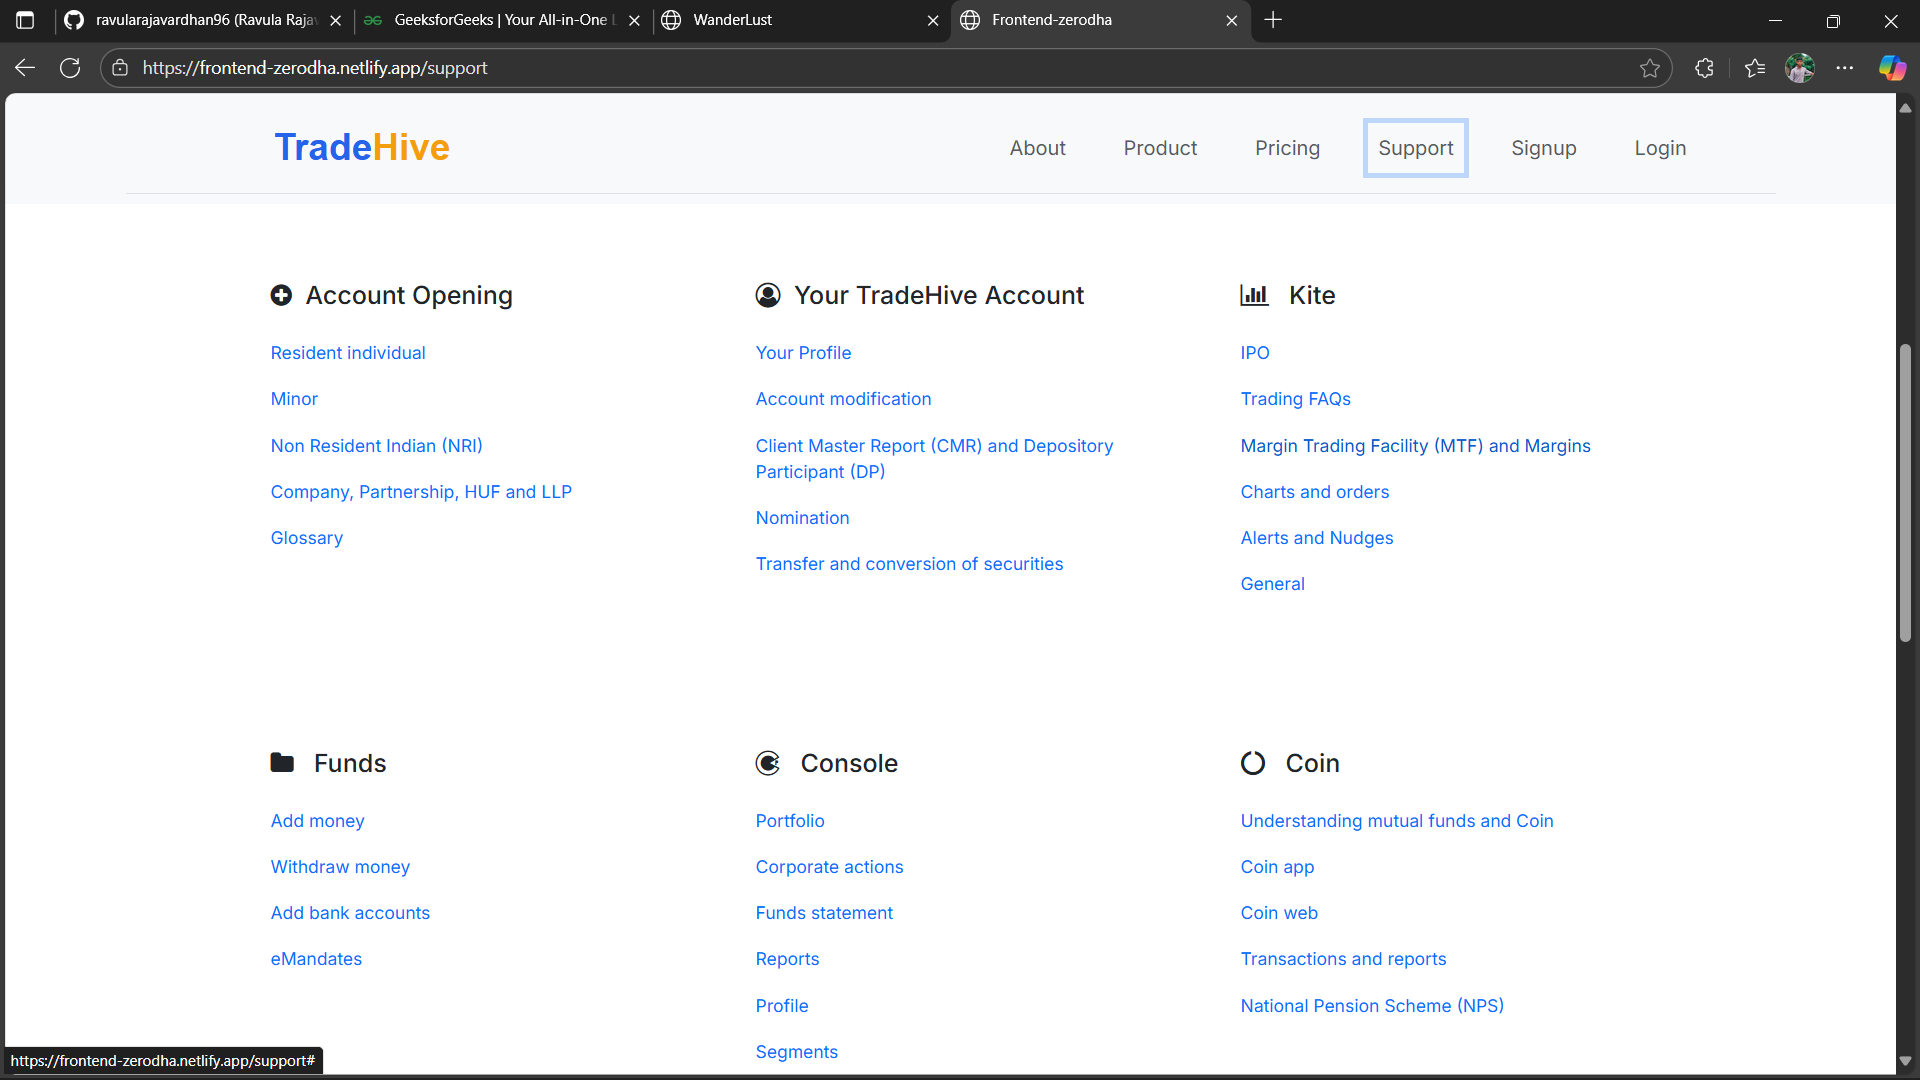 ravularajavardhan96 (Ravula Raja
GeeksforGeeks | Your All-in-One
WanderLust
Frontend-zerodha
https://frontend-zerodha.netlify.app/support
TradeHive
About
Product
Pricing
Support
Signup
Login
Account Opening
Resident individual
Minor
Non Resident Indian (NRI)
Company, Partnership, HUF and LLP
Glossary
Your TradeHive Account
Your Profile
Account modification
Client Master Report (CMR) and Depository
Participant (DP)
Nomination
Transfer and conversion of securities
Kite
IPO
Trading FAQs
Margin Trading Facility (MTF) and Margins
Charts and orders
Alerts and Nudges
General
Funds
Add money
Withdraw money
Add bank accounts
eMandates
Console
Portfolio
Corporate actions
Funds statement
Reports
Profile
Segments
Coin
Understanding mutual funds and Coin
Coin app
Coin web
Transactions and reports
National Pension Scheme (NPS)
https://frontend-zerodha.netlify.app/support#